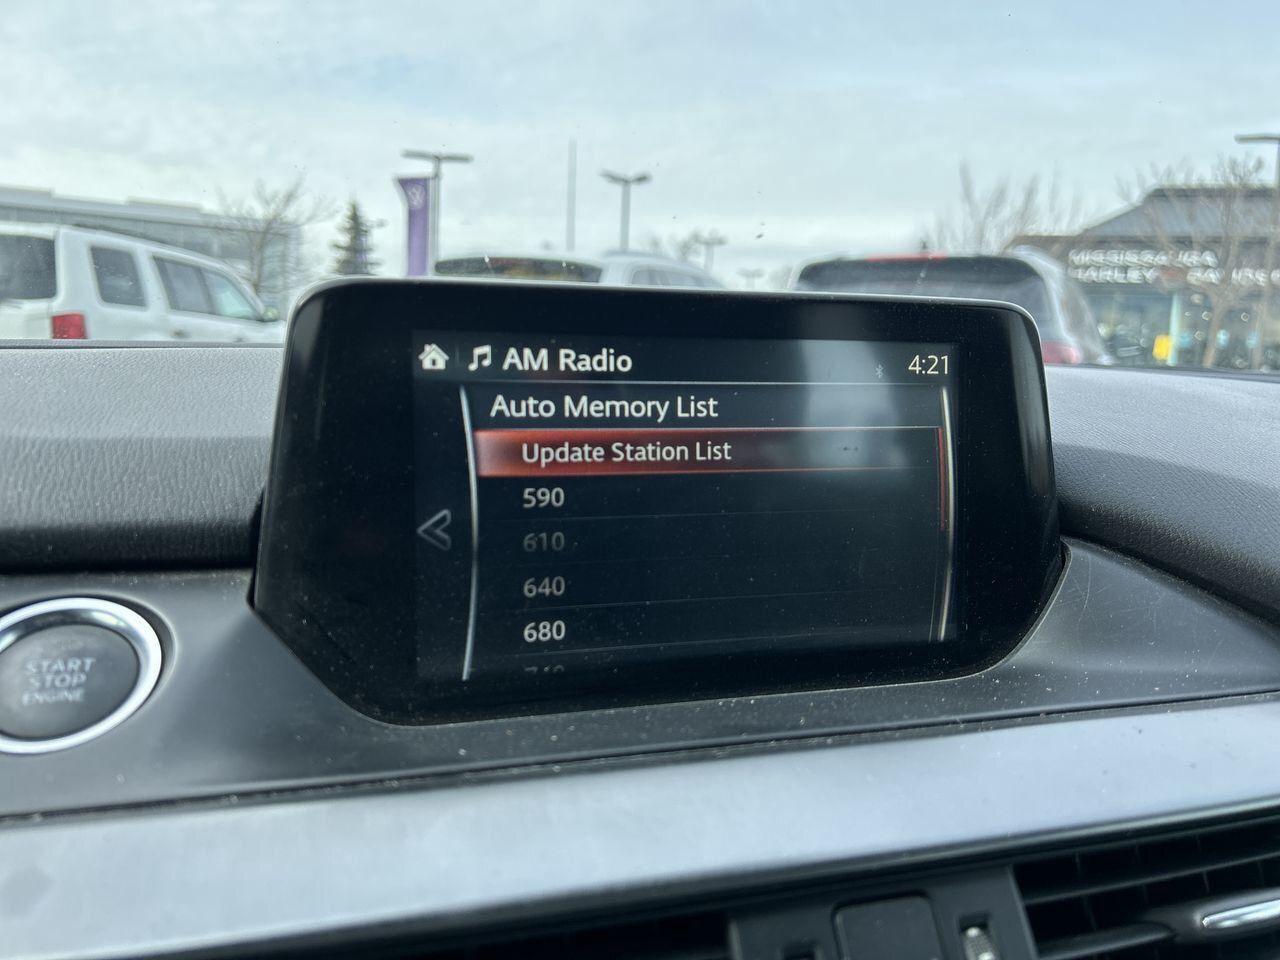 MISSISSAUGA
HARLEY DAVIDSON
AM Radio
4:21
Auto Memory List
Update Station List
590
610
640
680
START
STOP
ENGINE